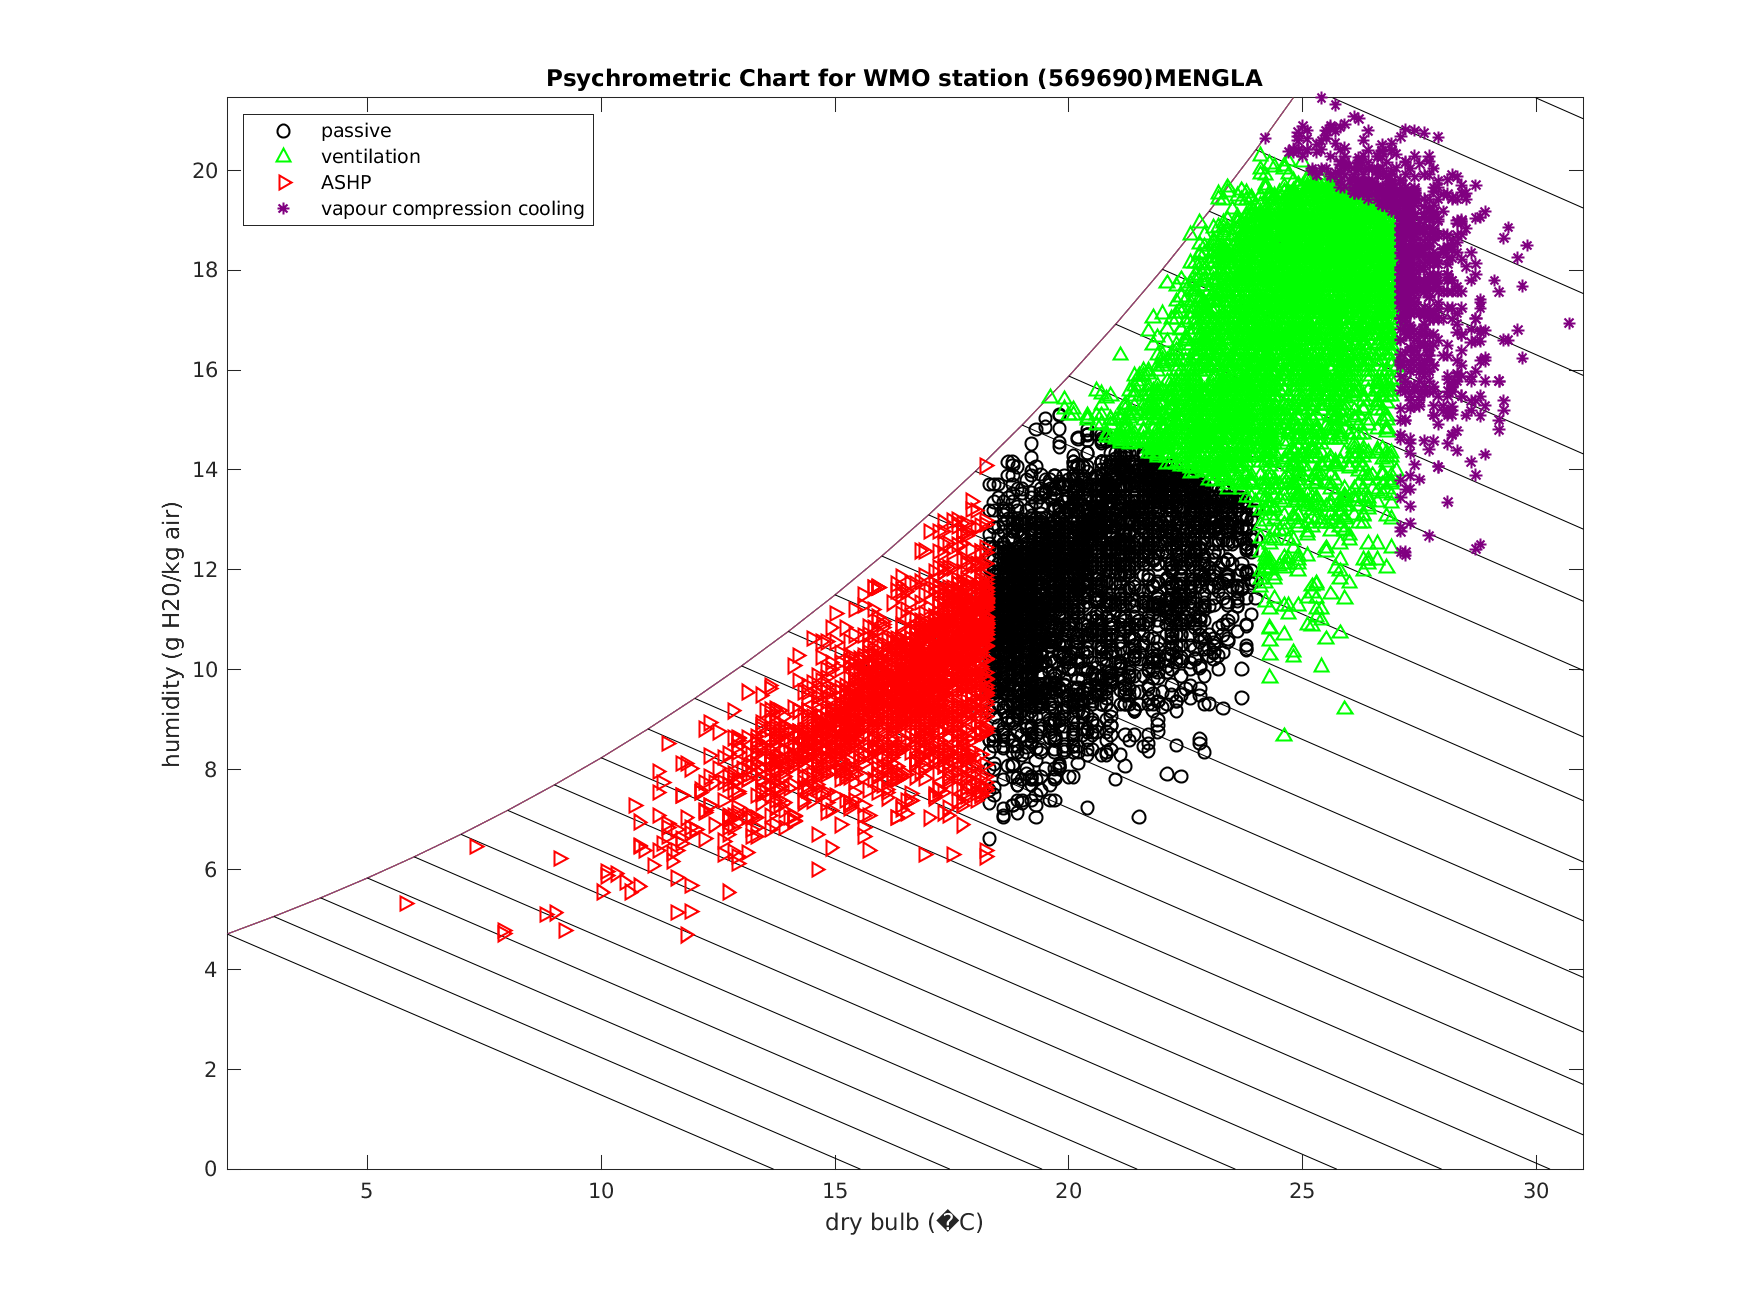 Psychrometric Chart for WMO station (569690)MENGLA
passive
ventilation
ASHP
vapour compression cooling
humidity (g H20/kg air)
20
18
16
14
12
10
8
6
4
2
0
5 10 15 20 25 30
dry bulb (�C)